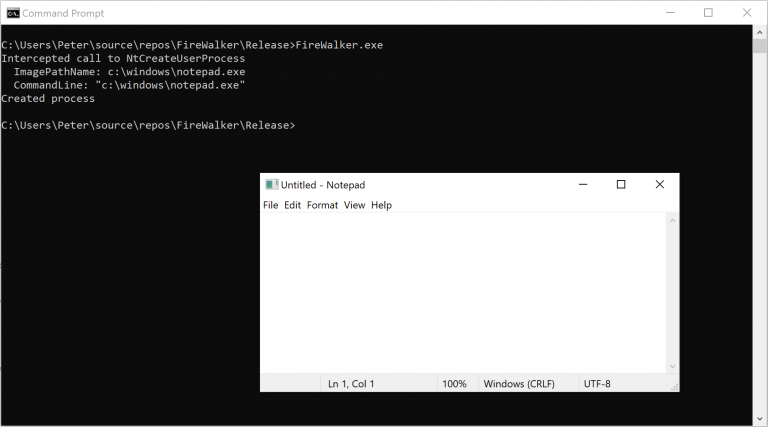 Command Prompt
C:\Users\Peter\source\repos\FireWalker\Release>FireWalker.exe
Intercepted call to NtCreateUserProcess
  ImagePathName: c:\windows\notepad.exe
  CommandLine: "c:\windows\notepad.exe"
Created process
C:\Users\Peter\source\repos\FireWalker\Release>
Untitled - Notepad
File Edit Format View Help
Ln 1, Col 1 100% Windows (CRLF) UTF-8